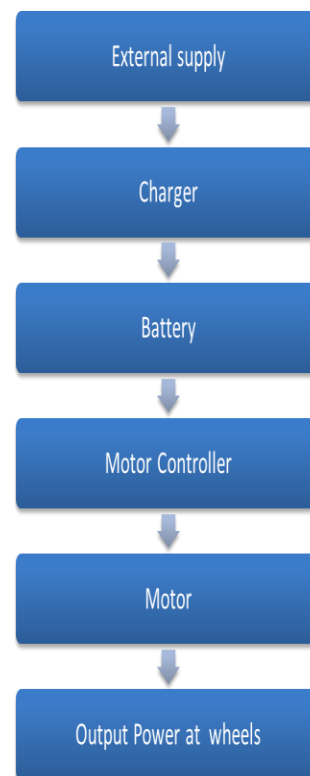 External supply
Charger
Battery
Motor Controller
Motor
Output Power at wheels